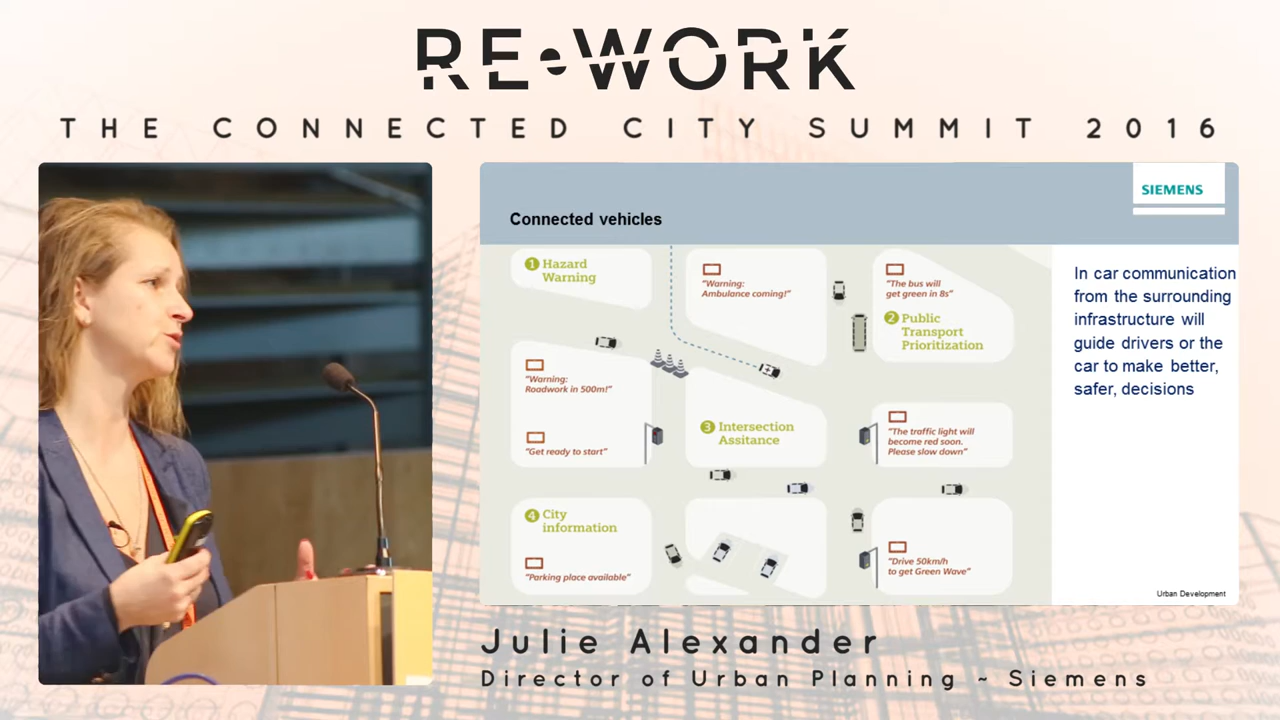 RE•WORK
THE CONNECTED CITY SUMMIT 2016
SIEMENS
Connected vehicles
1 Hazard
Warning
"Warning:
Ambulance coming!"
"The bus will
get green in 8s"
2 Public
Transport
Prioritization
"Warning:
Roadwork in 500m!"
"Get ready to start"
3 Intersection
Assitance
"The traffic light will
become red soon.
Please slow down"
4 City
information
"Parking place available"
"Drive 50km/h
to get Green Wave"
In car communication
from the surrounding
infrastructure will
guide drivers or the
car to make better,
safer, decisions
Urban Development
Julie Alexander
Director of Urban Planning ~ Siemens